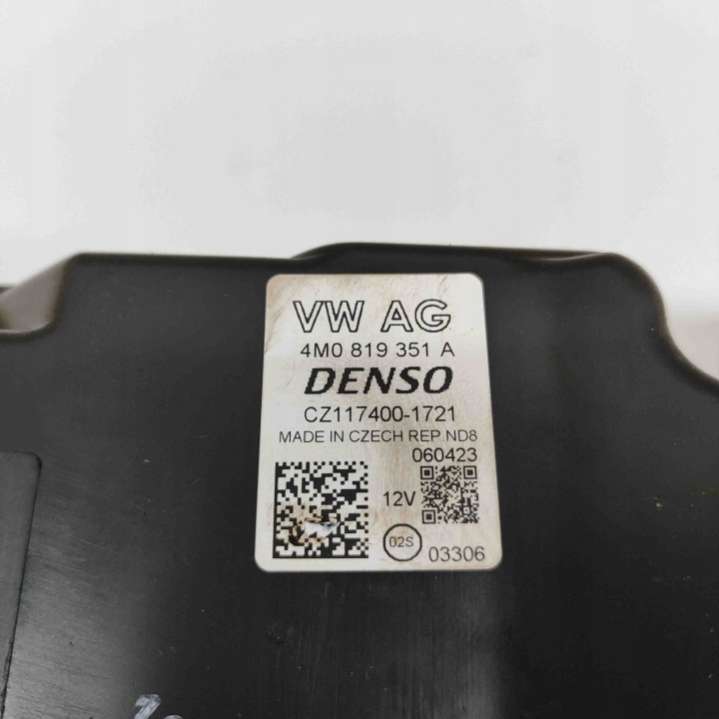 VW AG
4M0 819 351 A
DENSO
CZ117400-1721
MADE IN CZECH REP. ND8
060423
12V
02S
03306